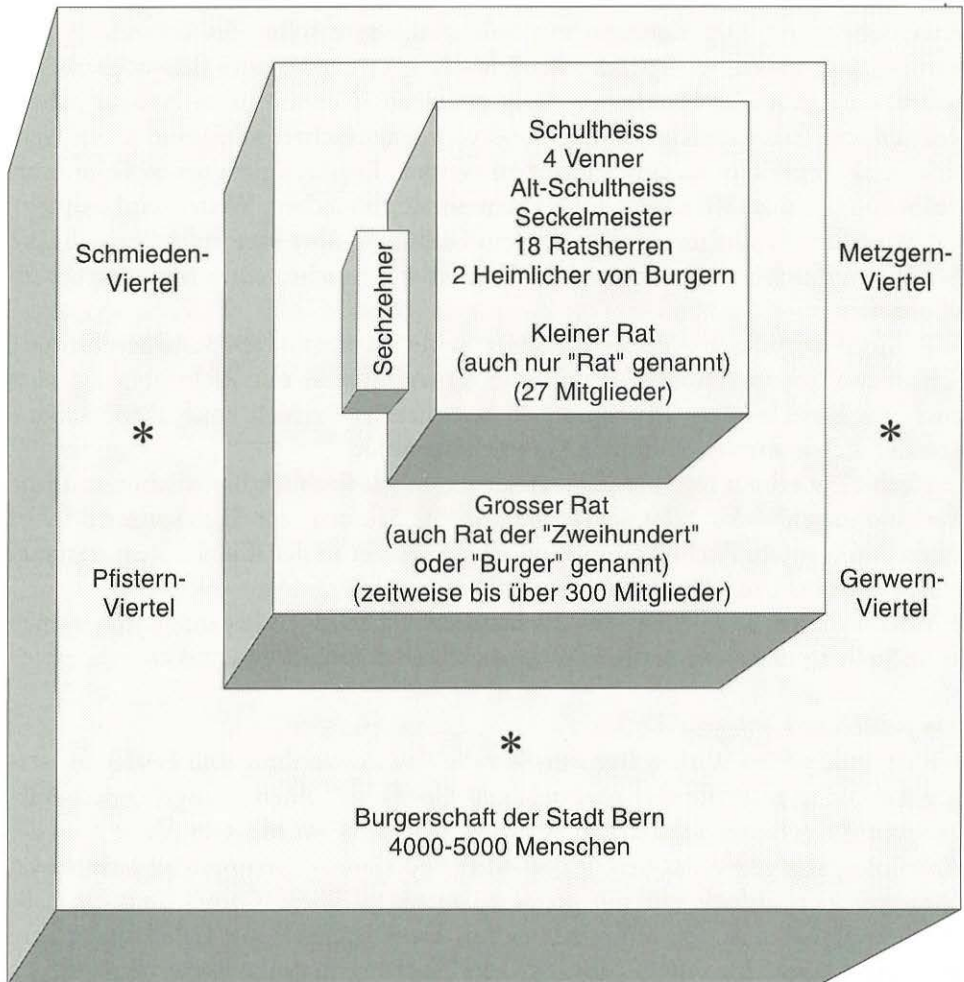 Schultheiss
4 Venner
Alt-Schultheiss
Seckelmeister
18 Ratsherren
2 Heimlicher von Burgern
Kleiner Rat
(auch nur "Rat" genannt)
(27 Mitglieder)
Sechzehner
Schmieden-
Viertel
Metzgern-
Viertel
*
*
Grosser Rat
(auch Rat der "Zweihundert"
oder "Burger" genannt)
(zeitweise bis über 300 Mitglieder)
Pfistern-
Viertel
Gerwern-
Viertel
*
Burgerschaft der Stadt Bern
4000-5000 Menschen